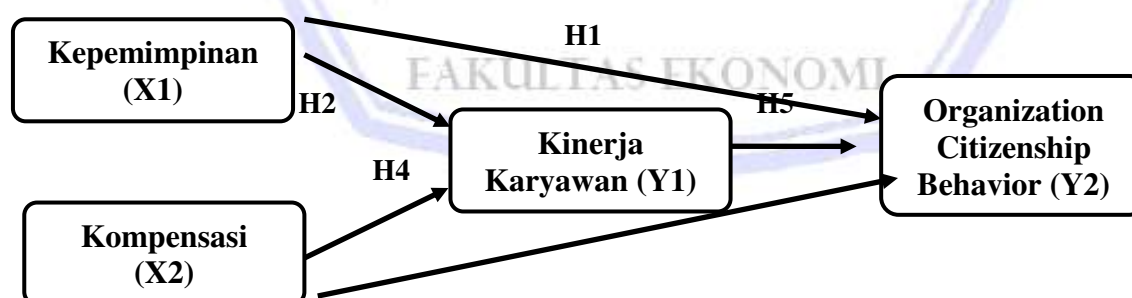 H1
Kepemimpinan
(X1)
FAKULTAS EKONOMI
H2
H5
Organization
Citizenship
Behavior (Y2)
Kinerja
Karyawan (Y1)
H4
Kompensasi
(X2)